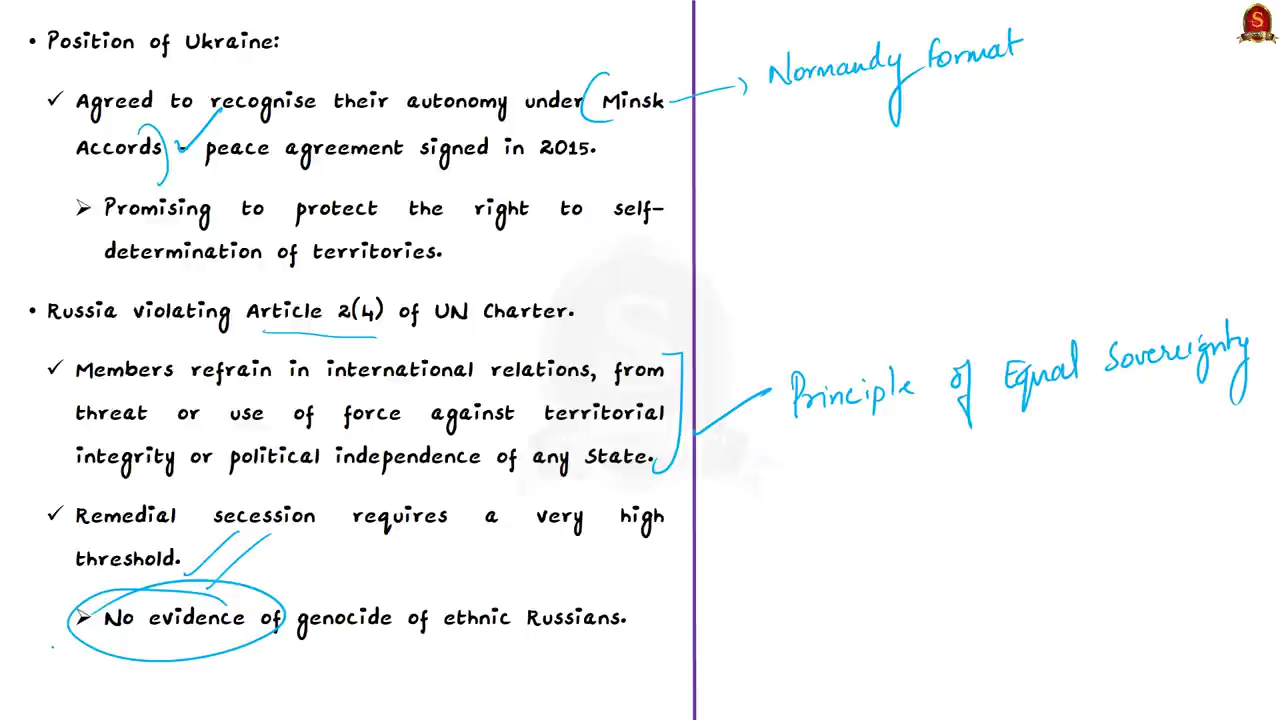 • Position of Ukraine:
✓ Agreed to recognise their autonomy under Minsk
Accords - peace agreement signed in 2015.
➢ Promising to protect the right to self-
determination of territories.
• Russia violating Article 2(4) of UN Charter.
✓ Members refrain in international relations, from
threat or use of force against territorial
integrity or political independence of any State.
✓ Remedial secession requires a very high
threshold.
➢ No evidence of genocide of ethnic Russians.
Normandy format
Principle of Equal Sovereignty
S